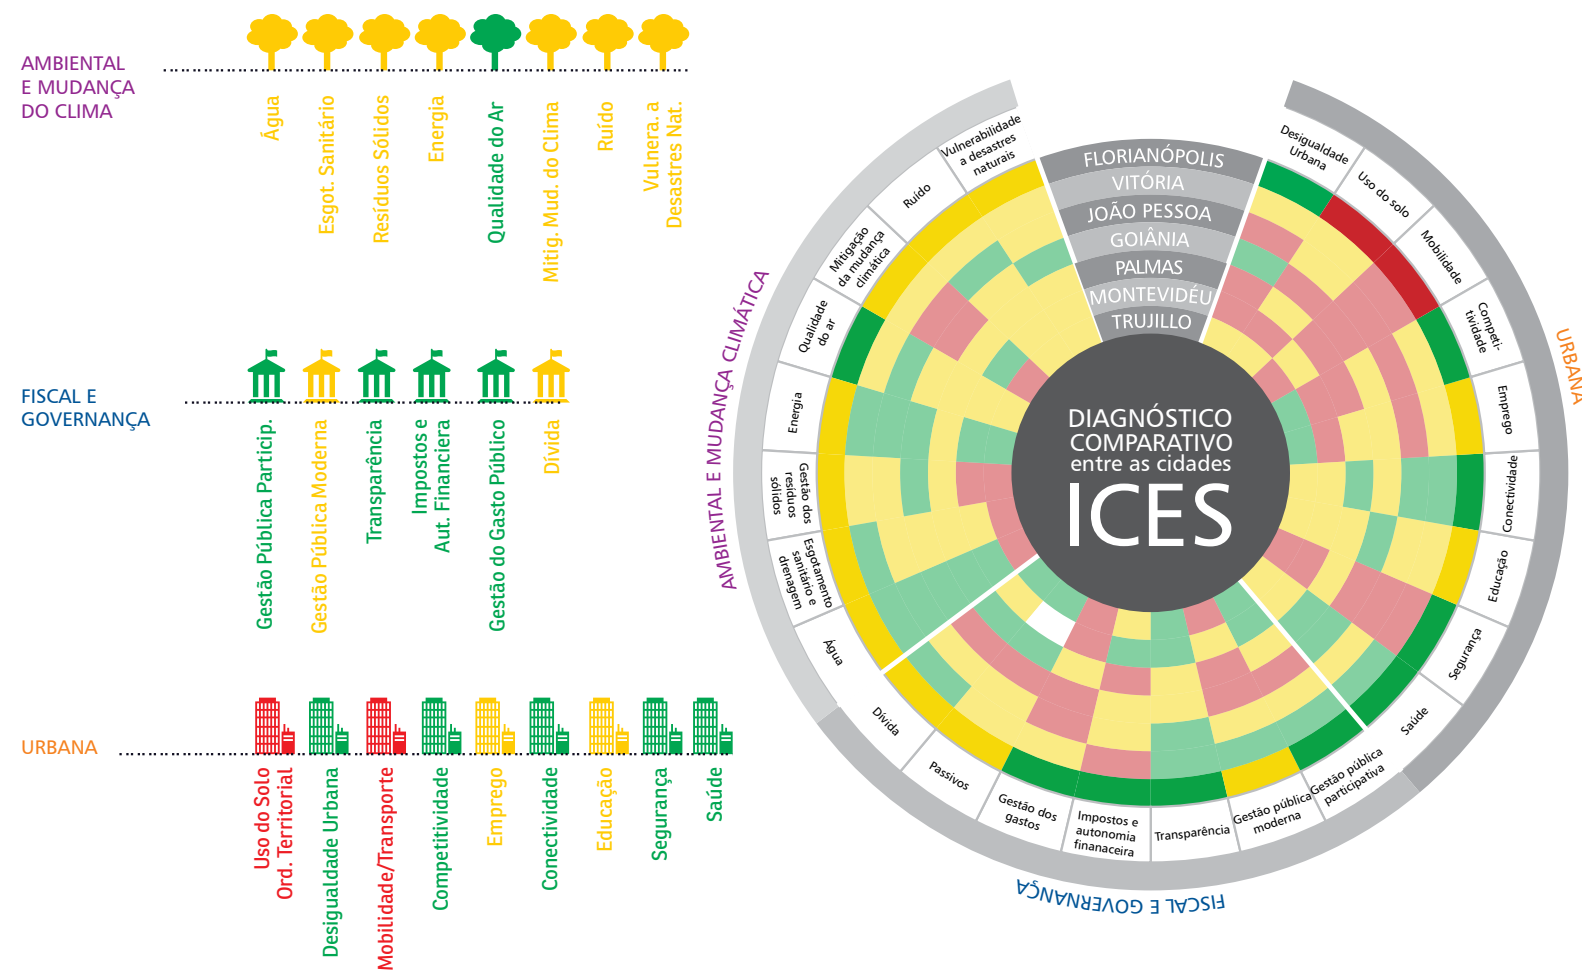 AMBIENTAL
E MUDANÇA
DO CLIMA
Água
Esgot. Sanitário
Resíduos Sólidos
Energia
Qualidade do Ar
Mitig. Mud. do Clima
Ruído
Vulnera. a
Desastres Nat.
FISCAL E
GOVERNANÇA
Gestão Pública Particip.
Gestão Pública Moderna
Transparência
Impostos e
Aut. Financiera
Gestão do Gasto Público
Dívida
URBANA
Uso do Solo
Ord. Territorial
Desigualdade Urbana
Mobilidade/Transporte
Competitividade
Emprego
Conectividade
Educação
Segurança
Saúde
AMBIENTAL E MUDANÇA CLIMÁTICA
Vulnerabilidade
a desastres
naturais
Ruído
Mitigação
da mudança
climática
Qualidade
do ar
Energia
Gestão dos
resíduos
sólidos
Esgotamento
sanitário e
drenagem
Água
FLORIANÓPOLIS
VITÓRIA
JOÃO PESSOA
GOIÂNIA
PALMAS
MONTEVIDÉU
TRUJILLO
DIAGNÓSTICO
COMPARATIVO
entre as cidades
ICES
URBANA
Desigualdade
Urbana
Uso do solo
Mobilidade
Competi-
tividade
Emprego
Conectividade
Educação
Segurança
Saúde
Gestão pública
participativa
Gestão pública
moderna
Transparência
Impostos e
autonomia
finanaceira
Gestão dos
gastos
Passivos
Dívida
FISCAL E GOVERNANÇA